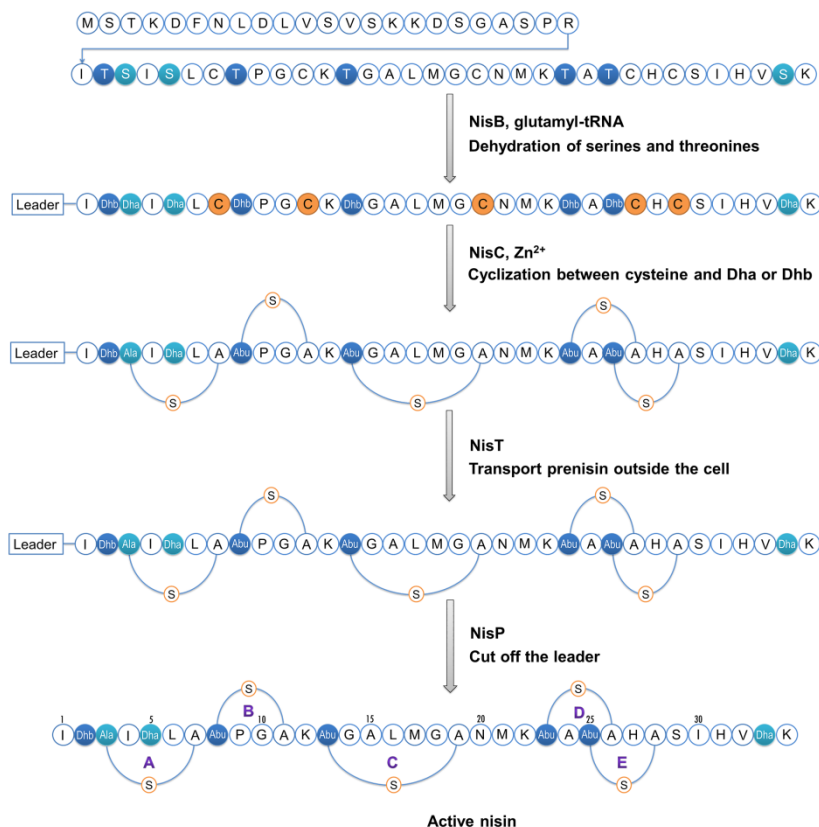 M S T K D F N L D L V S V S K K D S G A S P R
I T S I S L C T P G C K T G A L M G C N M K T A T C H C S I H V S K
NisB, glutamyl-tRNA
Dehydration of serines and threonines
Leader I Dhb Dha I Dha L C Dhb P G C K Dhb G A L M G C N M K Dhb A Dhb C H C S I H V Dha K
NisC, Zn²⁺
Cyclization between cysteine and Dha or Dhb
S S
Leader I Dhb Ala I Dha L A Abu P G A K Abu G A L M G A N M K Abu A Abu A H A S I H V Dha K
S S S
NisT
Transport prenisin outside the cell
S S
Leader I Dhb Ala I Dha L A Abu P G A K Abu G A L M G A N M K Abu A Abu A H A S I H V Dha K
S S S
NisP
Cut off the leader
S S
B D
1 5 10 15 20 25 30
I Dhb Ala I Dha L A Abu P G A K Abu G A L M G A N M K Abu A Abu A H A S I H V Dha K
A C E
S S S
Active nisin